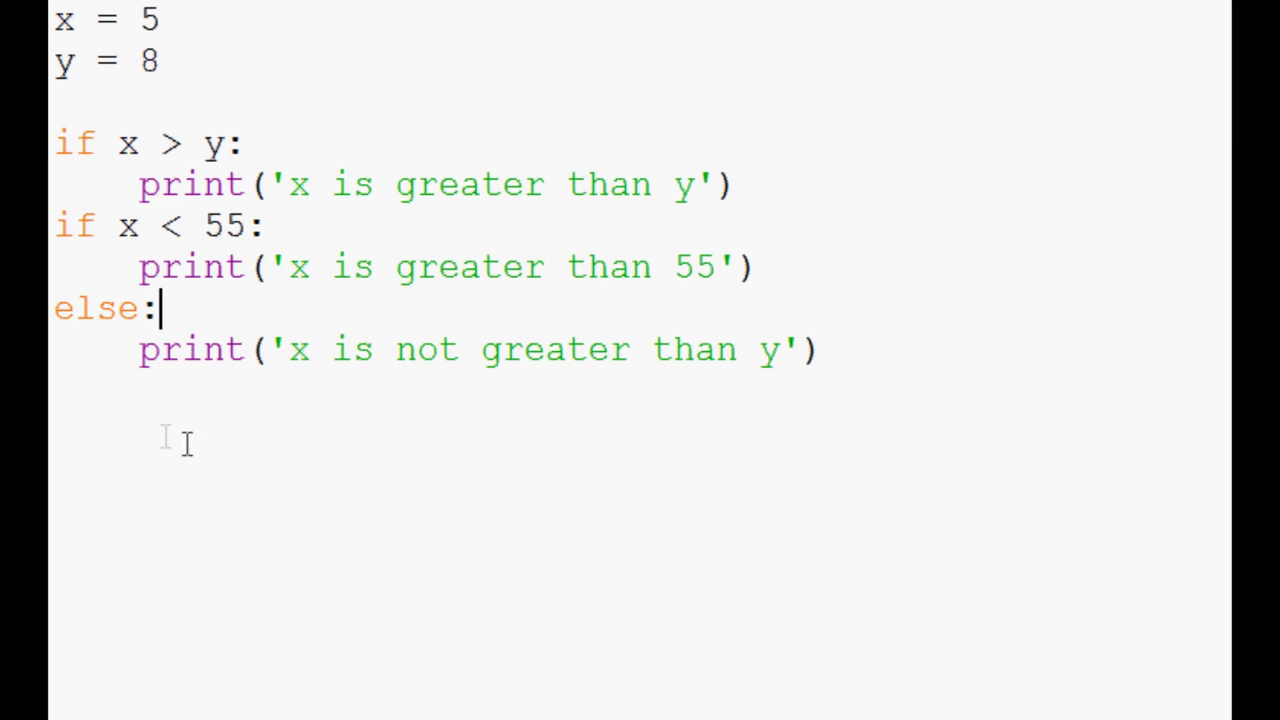 x = 5
y = 8
if x > y:
    print('x is greater than y')
if x < 55:
    print('x is greater than 55')
else:
    print('x is not greater than y')